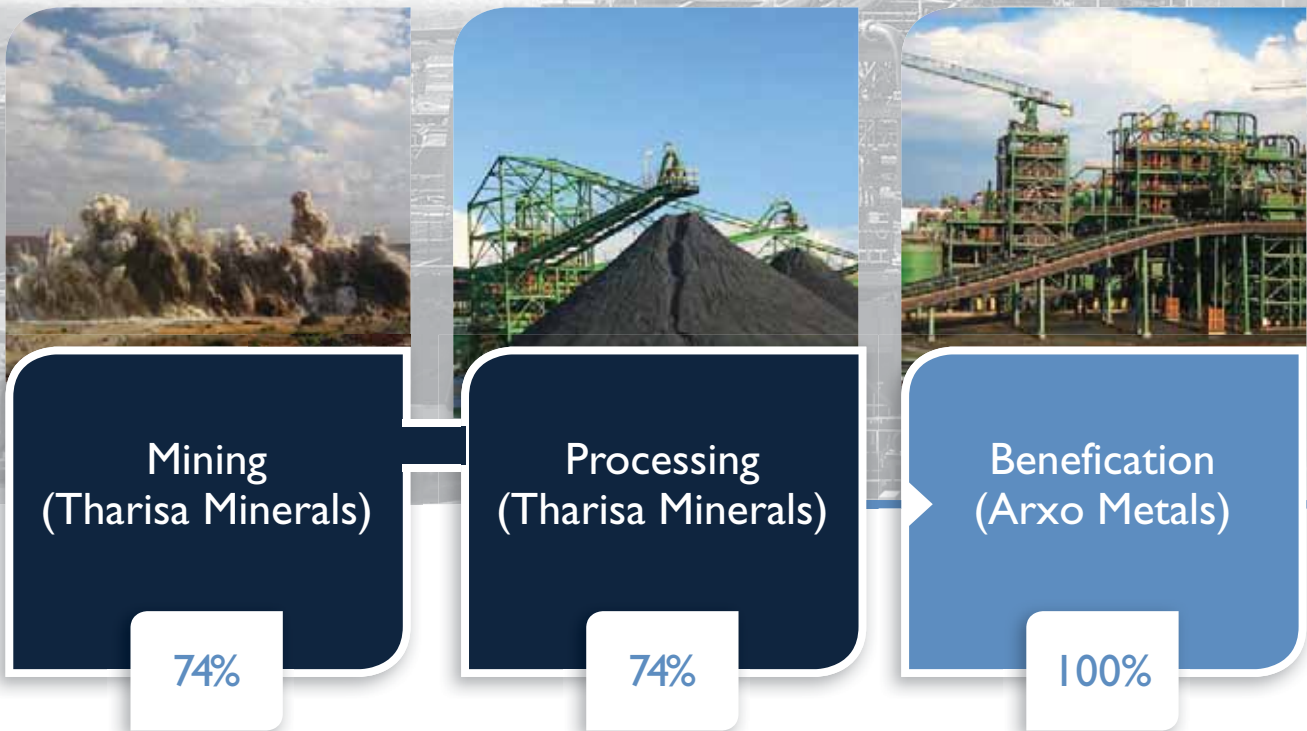 Mining
(Tharisa Minerals)
74%
Processing
(Tharisa Minerals)
74%
Benefication
(Arxo Metals)
100%